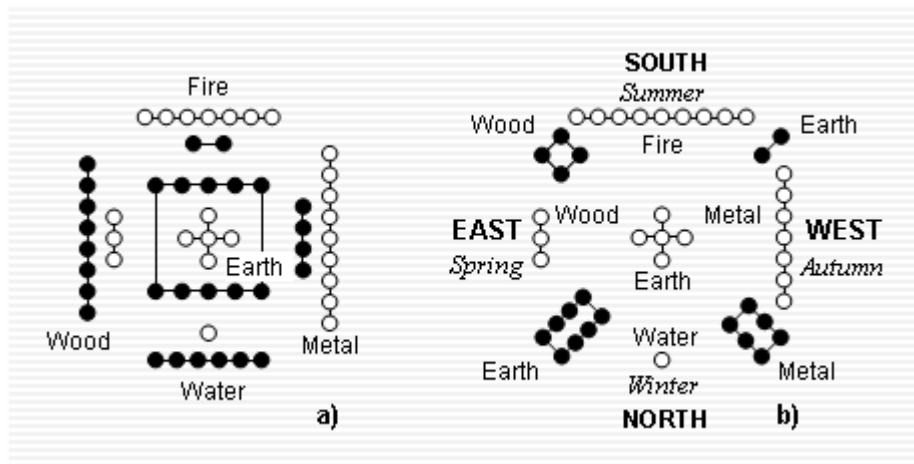 Fire
Earth
Wood
Metal
Water
a)
SOUTH
Summer
Wood
Earth
Fire
EAST
Wood
Metal
WEST
Spring
Earth
Autumn
Water
Earth
Winter
Metal
NORTH
b)